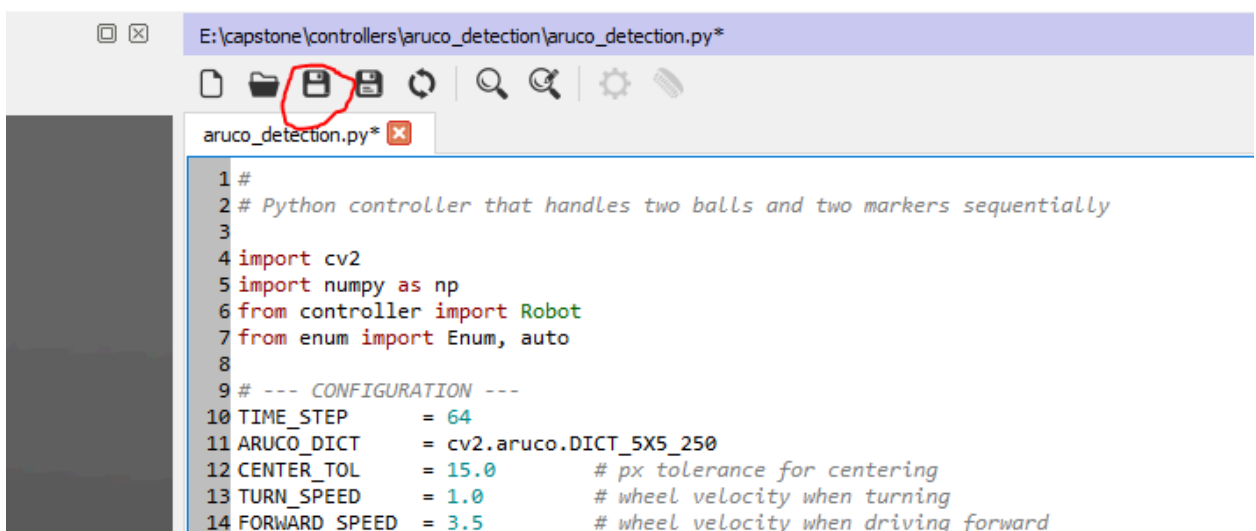 E:\capstone\controllers\aruco_detection\aruco_detection.py*
aruco_detection.py*
1 #
2 # Python controller that handles two balls and two markers sequentially
3
4 import cv2
5 import numpy as np
6 from controller import Robot
7 from enum import Enum, auto
8
9 # --- CONFIGURATION ---
10 TIME_STEP = 64
11 ARUCO_DICT = cv2.aruco.DICT_5X5_250
12 CENTER_TOL = 15.0 # px tolerance for centering
13 TURN_SPEED = 1.0 # wheel velocity when turning
14 FORWARD_SPEED = 3.5 # wheel velocity when driving forward